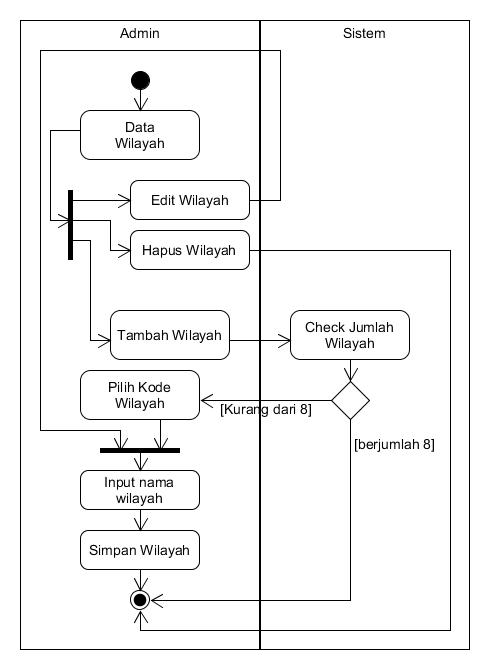 Admin
Sistem
Data
Wilayah
Edit Wilayah
Hapus Wilayah
Tambah Wilayah
Check Jumlah
Wilayah
Pilih Kode
Wilayah
[Kurang dari 8]
[berjumlah 8]
Input nama
wilayah
Simpan Wilayah